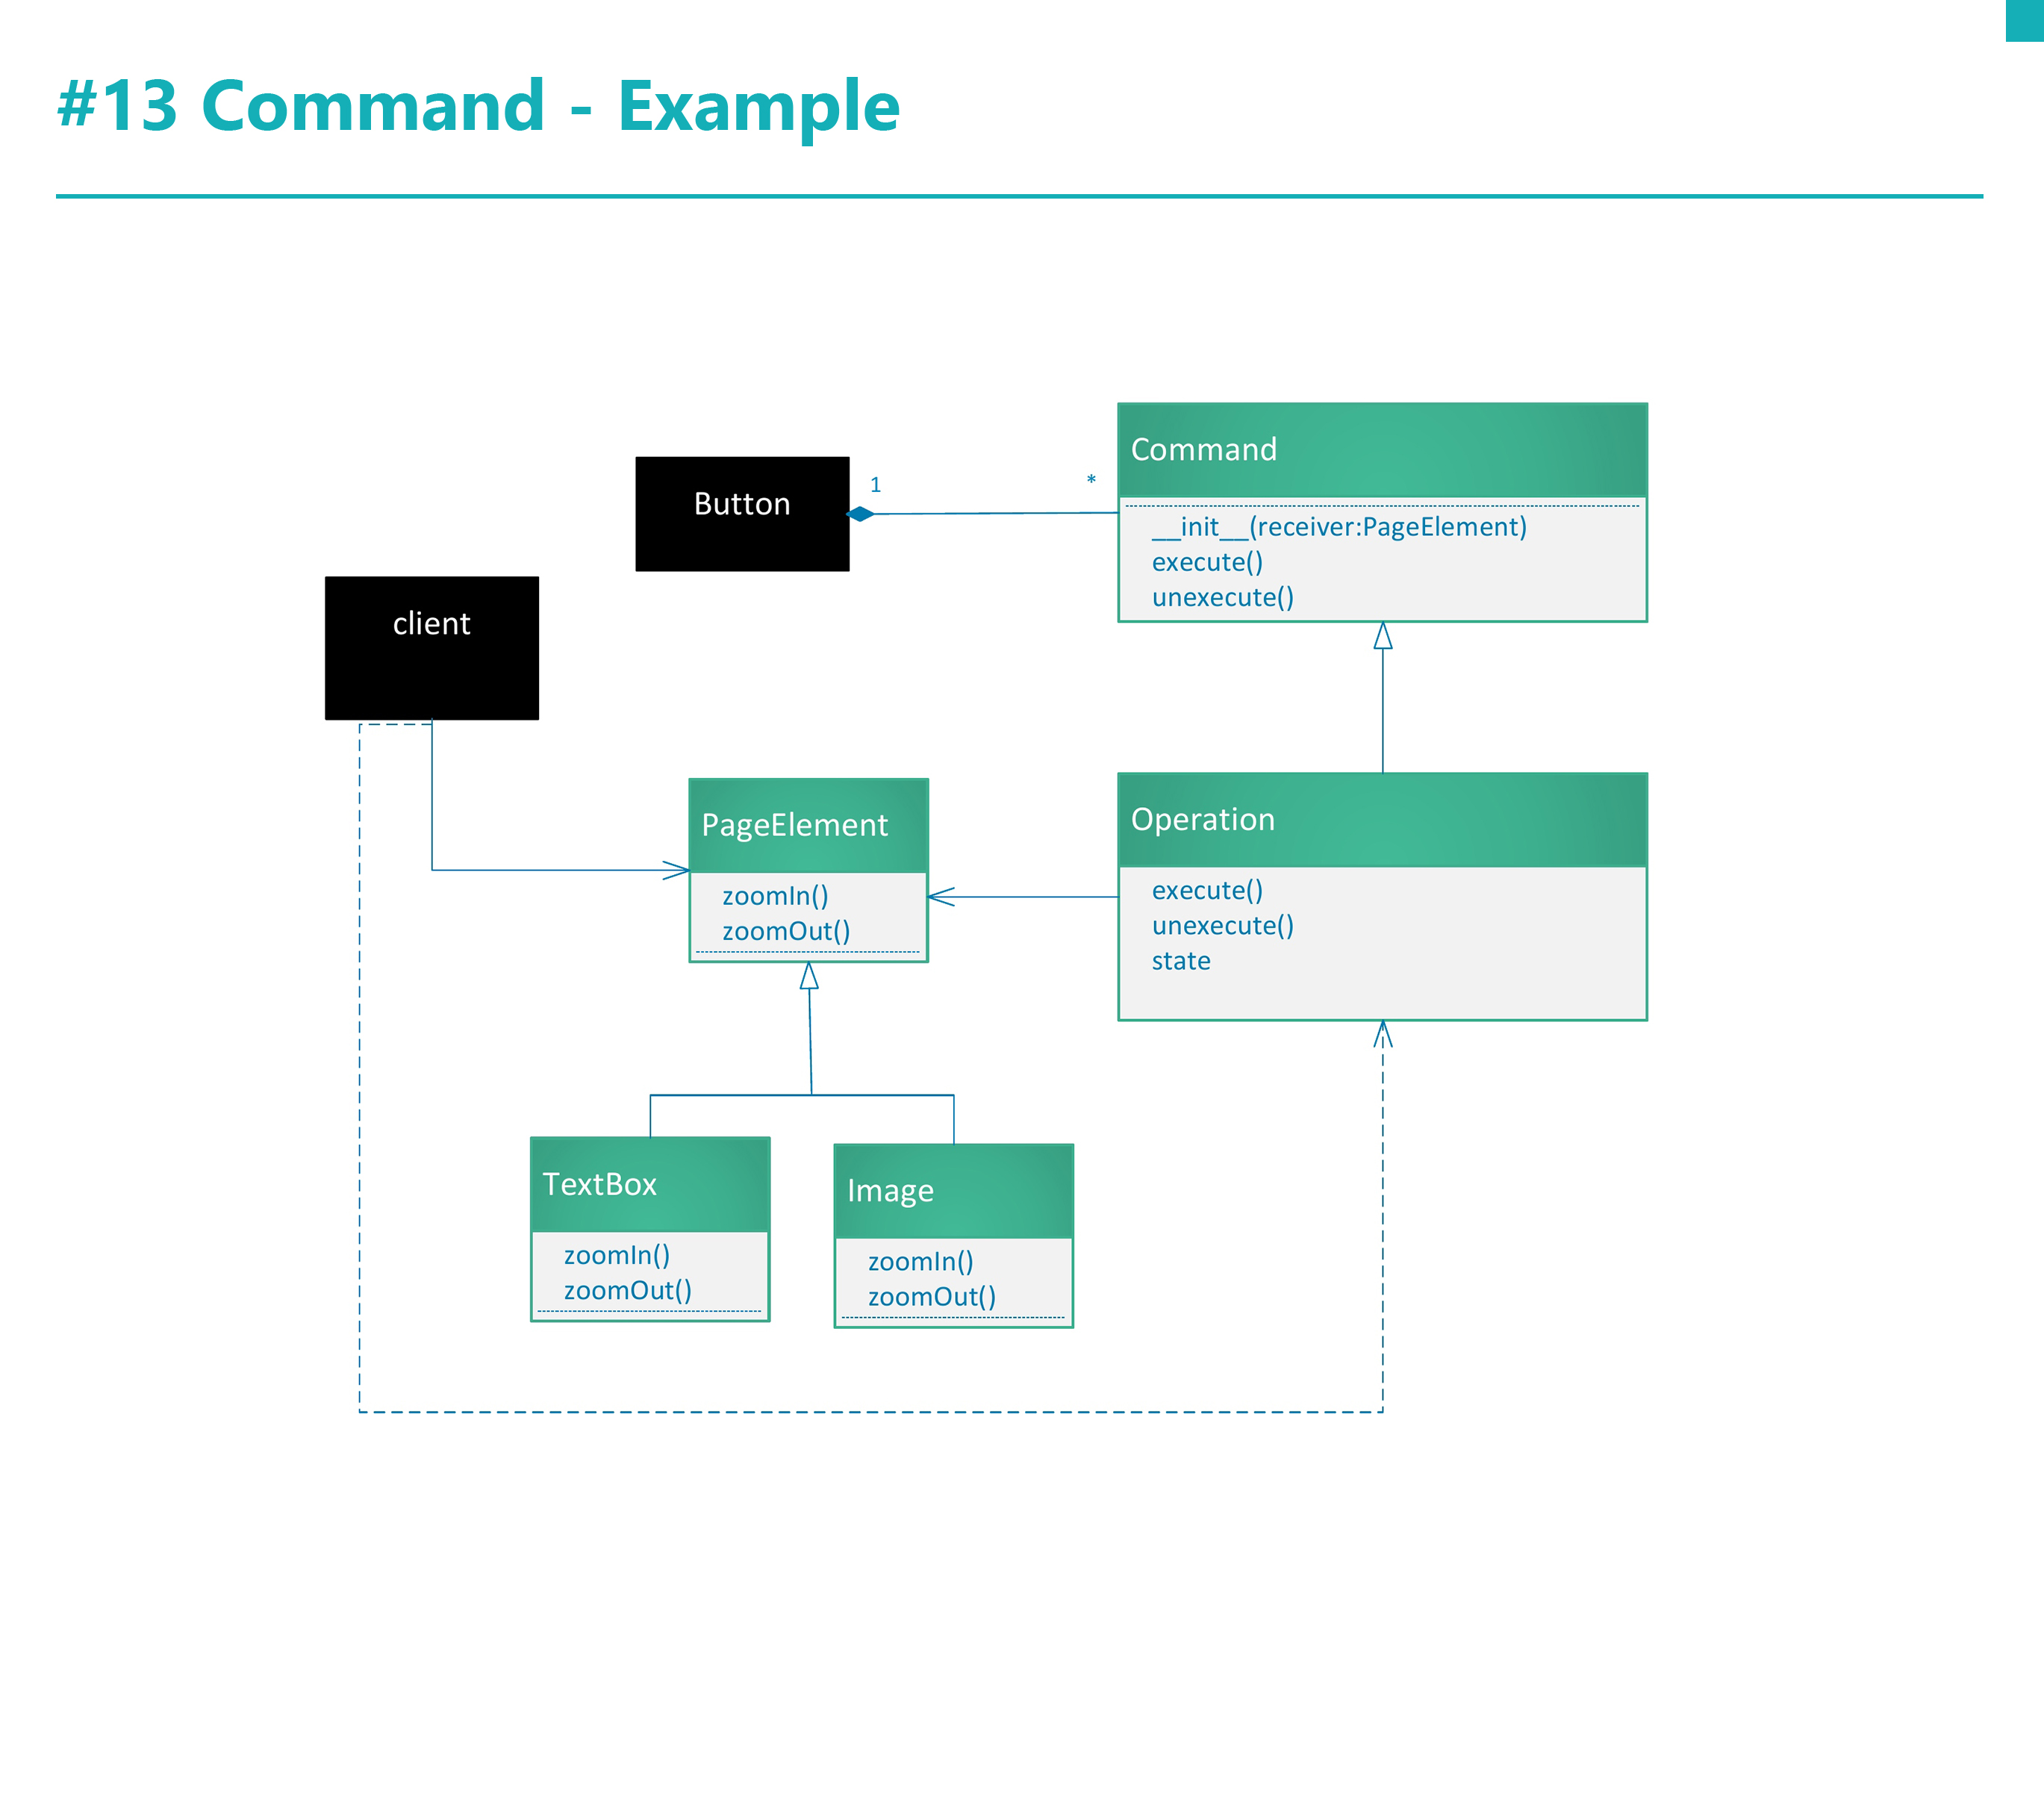 #13 Command - Example
Command
Button
1
*
__init__(receiver:PageElement)
execute()
unexecute()
client
PageElement
zoomIn()
zoomOut()
Operation
execute()
unexecute()
state
TextBox
zoomIn()
zoomOut()
Image
zoomIn()
zoomOut()